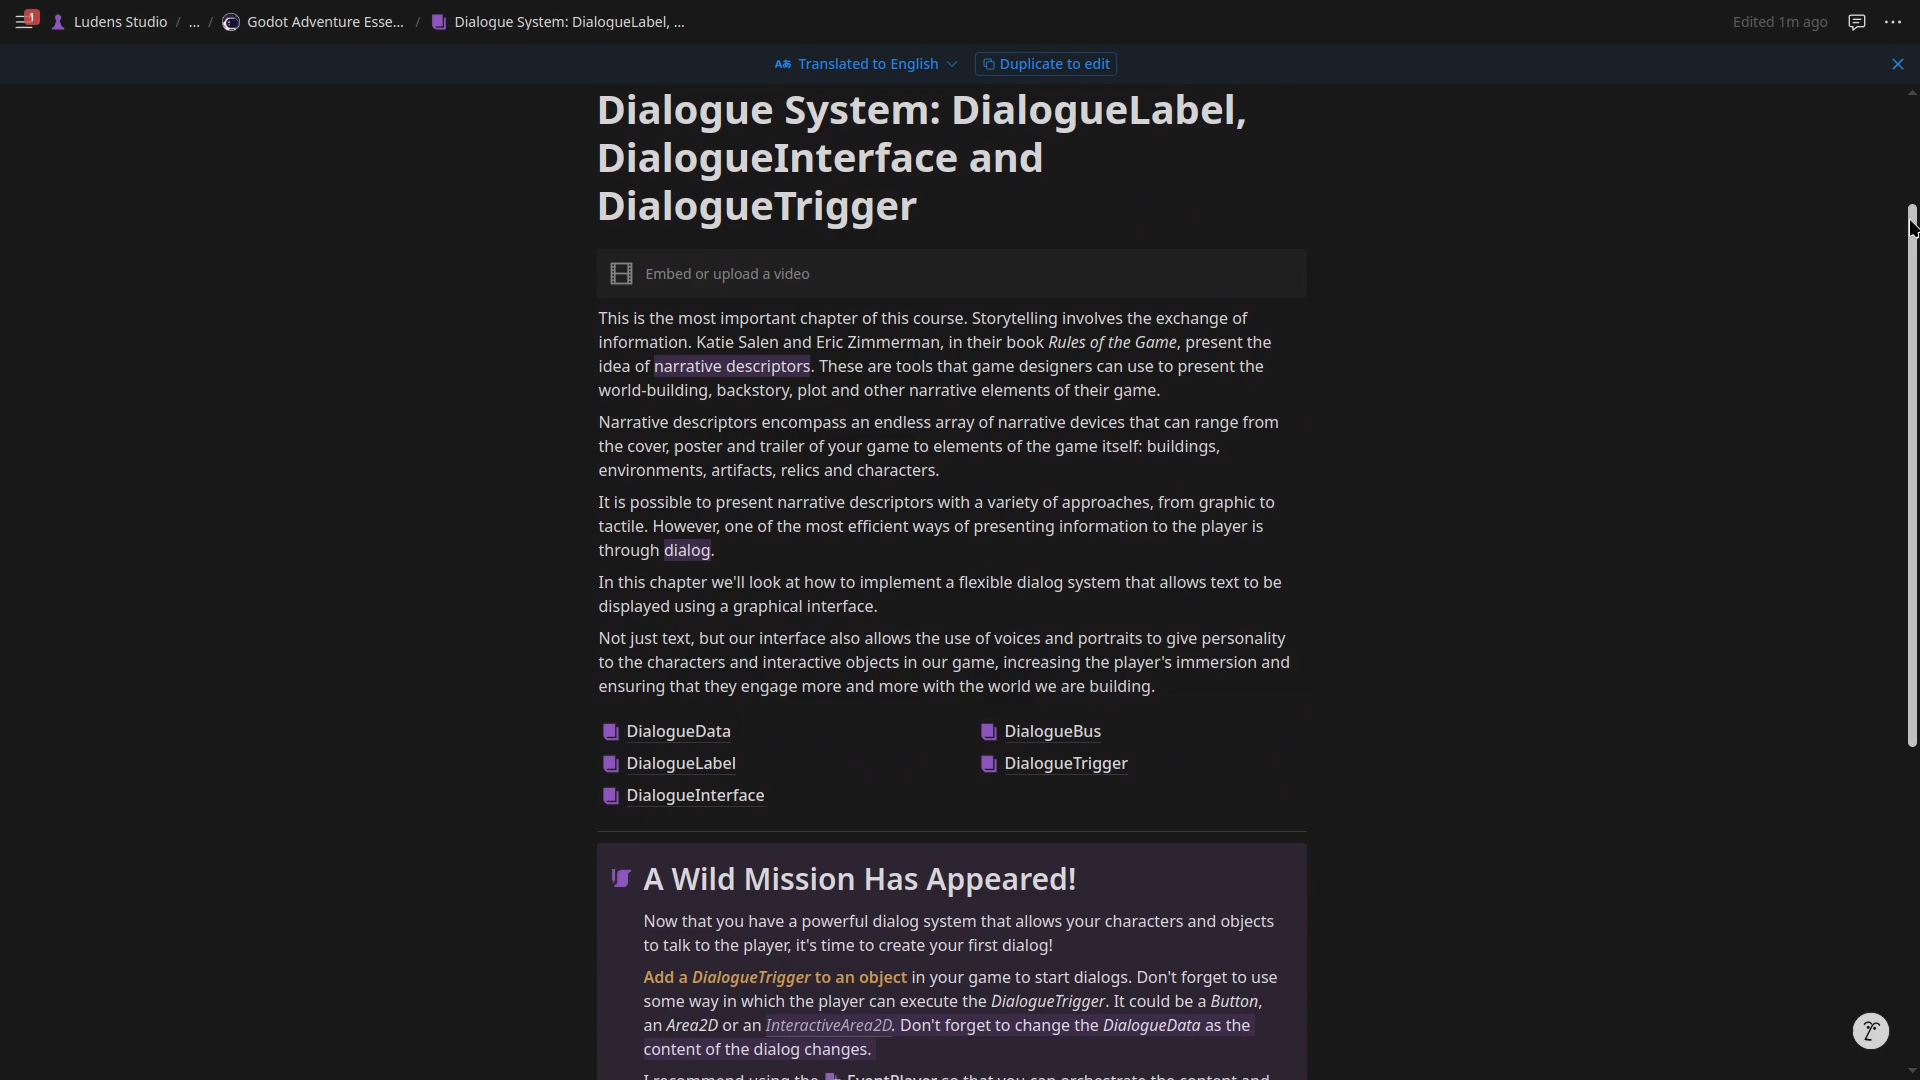 1
Ludens Studio / ... / Godot Adventure Esse... / Dialogue System: DialogueLabel, ...
Edited 1m ago
Translated to English
Duplicate to edit
Dialogue System: DialogueLabel,
DialogueInterface and
DialogueTrigger
Embed or upload a video
This is the most important chapter of this course. Storytelling involves the exchange of
information. Katie Salen and Eric Zimmerman, in their book Rules of the Game, present the
idea of narrative descriptors. These are tools that game designers can use to present the
world-building, backstory, plot and other narrative elements of their game.
Narrative descriptors encompass an endless array of narrative devices that can range from
the cover, poster and trailer of your game to elements of the game itself: buildings,
environments, artifacts, relics and characters.
It is possible to present narrative descriptors with a variety of approaches, from graphic to
tactile. However, one of the most efficient ways of presenting information to the player is
through dialog.
In this chapter we'll look at how to implement a flexible dialog system that allows text to be
displayed using a graphical interface.
Not just text, but our interface also allows the use of voices and portraits to give personality
to the characters and interactive objects in our game, increasing the player's immersion and
ensuring that they engage more and more with the world we are building.
DialogueData
DialogueLabel
DialogueInterface
DialogueBus
DialogueTrigger
A Wild Mission Has Appeared!
Now that you have a powerful dialog system that allows your characters and objects
to talk to the player, it's time to create your first dialog!
Add a DialogueTrigger to an object in your game to start dialogs. Don't forget to use
some way in which the player can execute the DialogueTrigger. It could be a Button,
an Area2D or an InteractiveArea2D. Don't forget to change the DialogueData as the
content of the dialog changes.
I recommend using the EventPlayer so that you can orchestrate the content and